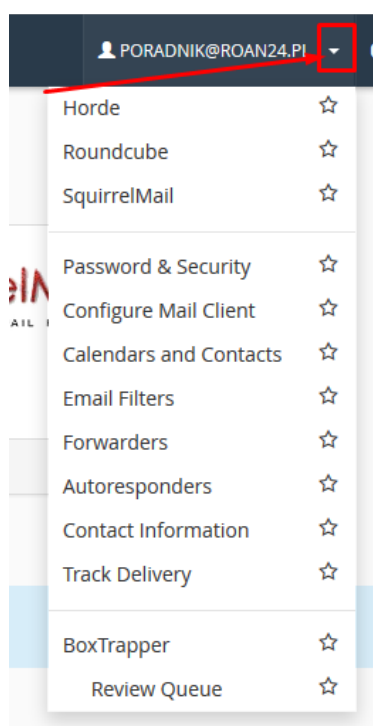 PORADNIK@ROAN24.PL
Horde
Roundcube
SquirrelMail
Password & Security
Configure Mail Client
Calendars and Contacts
Email Filters
Forwarders
Autoresponders
Contact Information
Track Delivery
BoxTrapper
Review Queue